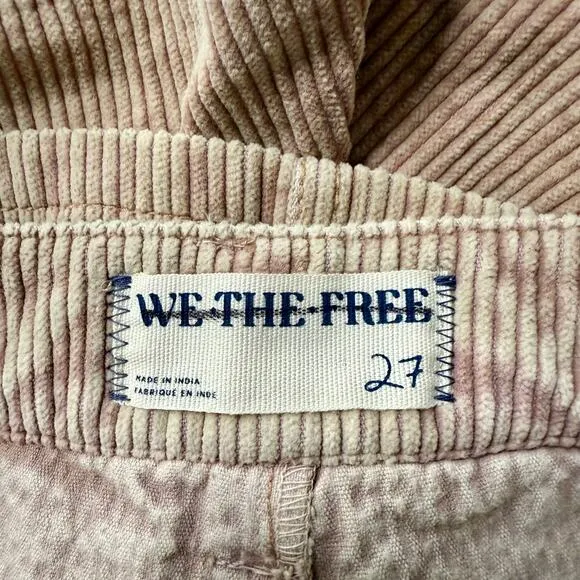 WE•THE•FREE
27
MADE IN INDIA
FABRIQUÉ EN INDE